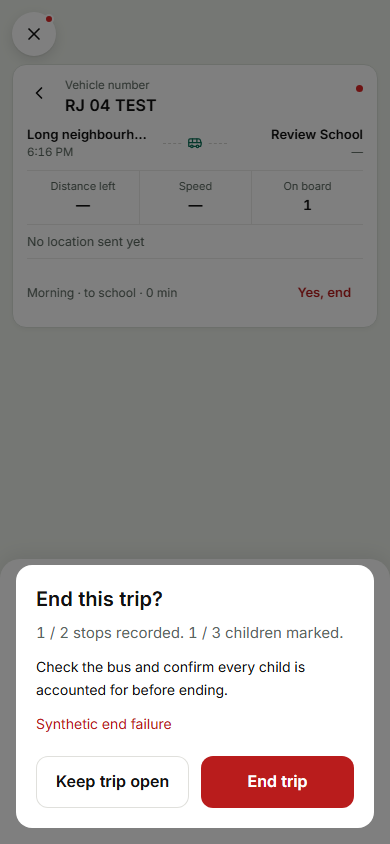 Vehicle number
RJ 04 TEST
Long neighbourh...
Review School
6:16 PM
—
Distance left
Speed
On board
—
—
1
No location sent yet
Morning · to school · 0 min
Yes, end
End this trip?
1 / 2 stops recorded. 1 / 3 children marked.
Check the bus and confirm every child is
accounted for before ending.
Synthetic end failure
Keep trip open
End trip